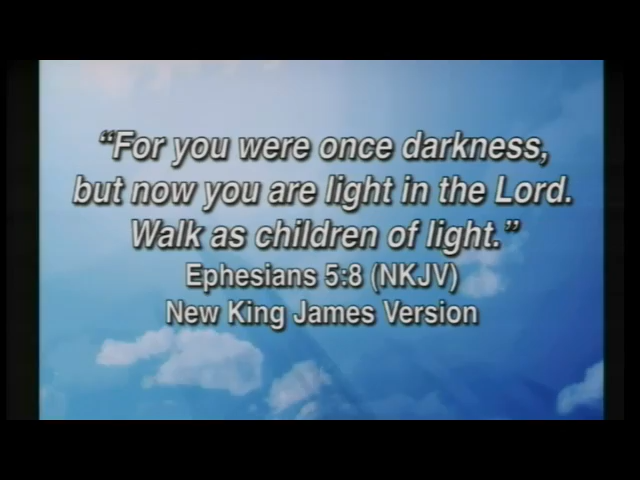 “For you were once darkness,
but now you are light in the Lord.
Walk as children of light.”
Ephesians 5:8 (NKJV)
New King James Version